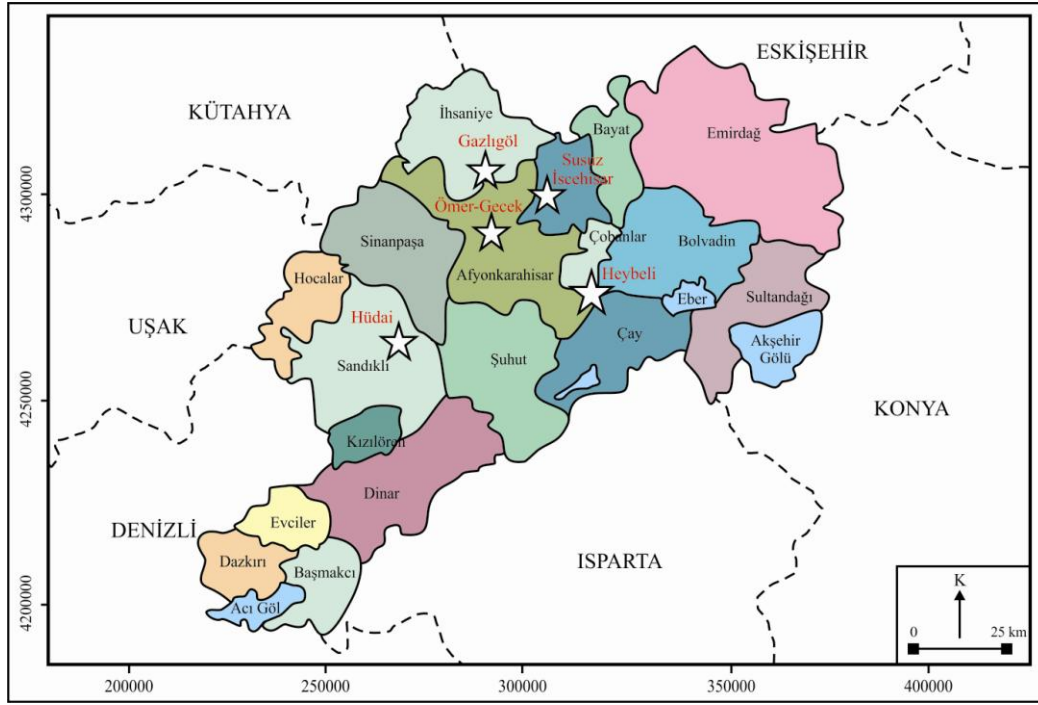 ESKİŞEHİR
KÜTAHYA
İhsaniye
Gazlıgöl
Bayat
Emirdağ
Susuz
İscehisar
Ömer-Gecek
Sinanpaşa
Çobanlar
Bolvadin
Afyonkarahisar
Heybeli
Hocalar
Eber
Sultandağı
UŞAK
Hüdai
Sandıklı
Şuhut
Çay
Akşehir
Gölü
KONYA
Kızılören
Dinar
DENİZLİ
Evciler
ISPARTA
Dazkırı
Başmakcı
Acı Göl
K
0
25 km
4300000
4250000
4200000
200000
250000
300000
350000
400000